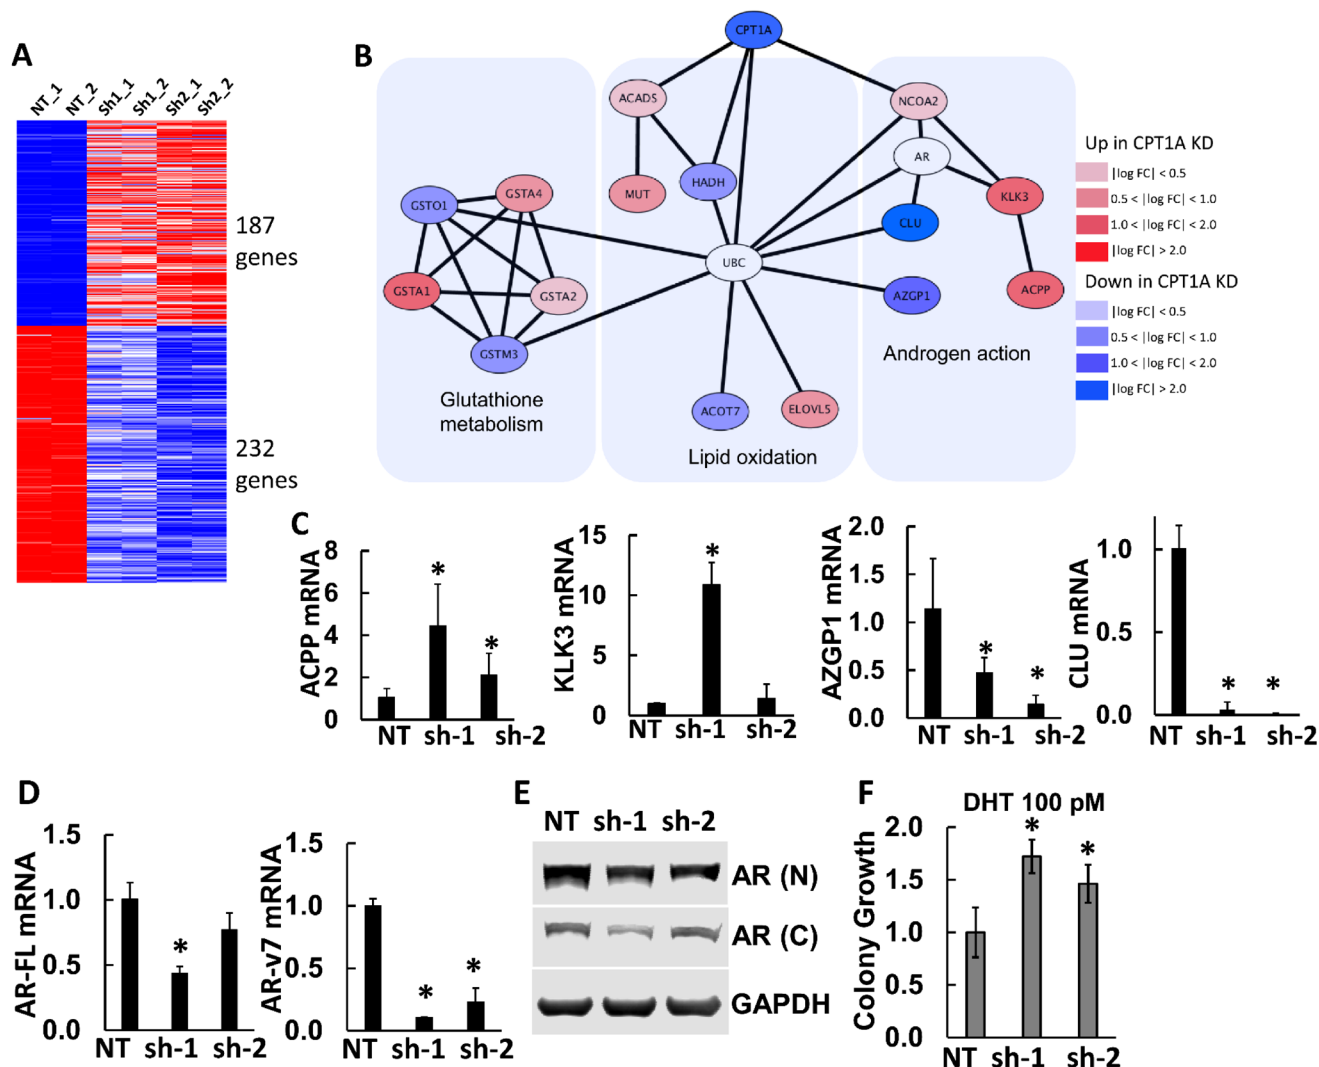 A
NT_1
NT_2
Sh1_1
Sh1_2
Sh2_1
Sh2_2
187
genes
232
genes
B
CPT1A
ACADS
NCOA2
AR
MUT
HADH
KLK3
CLU
GSTO1
GSTA4
UBC
GSTA1
GSTA2
AZGP1
ACPP
GSTM3
ACOT7
ELOVL5
Glutathione
metabolism
Lipid oxidation
Androgen action
Up in CPT1A KD
|log FC| < 0.5
0.5 < |log FC| < 1.0
1.0 < |log FC| < 2.0
|log FC| > 2.0
Down in CPT1A KD
|log FC| < 0.5
0.5 < |log FC| < 1.0
1.0 < |log FC| < 2.0
|log FC| > 2.0
C
ACPP mRNA
8
6
4
2
0
* *
NT sh-1 sh-2
KLK3 mRNA
15
10
5
0
*
NT sh-1 sh-2
AZGP1 mRNA
2.0
1.5
1.0
0.5
0.0
* *
NT sh-1 sh-2
CLU mRNA
1.0
0.5
0.0
* *
NT sh-1 sh-2
D
AR-FL mRNA
1.5
1.0
0.5
0.0
*
NT sh-1 sh-2
AR-v7 mRNA
1.5
1.0
0.5
0.0
* *
NT sh-1 sh-2
E
NT sh-1 sh-2
AR (N)
AR (C)
GAPDH
F
DHT 100 pM
Colony Growth
2.0
1.5
1.0
0.5
0.0
* *
NT sh-1 sh-2